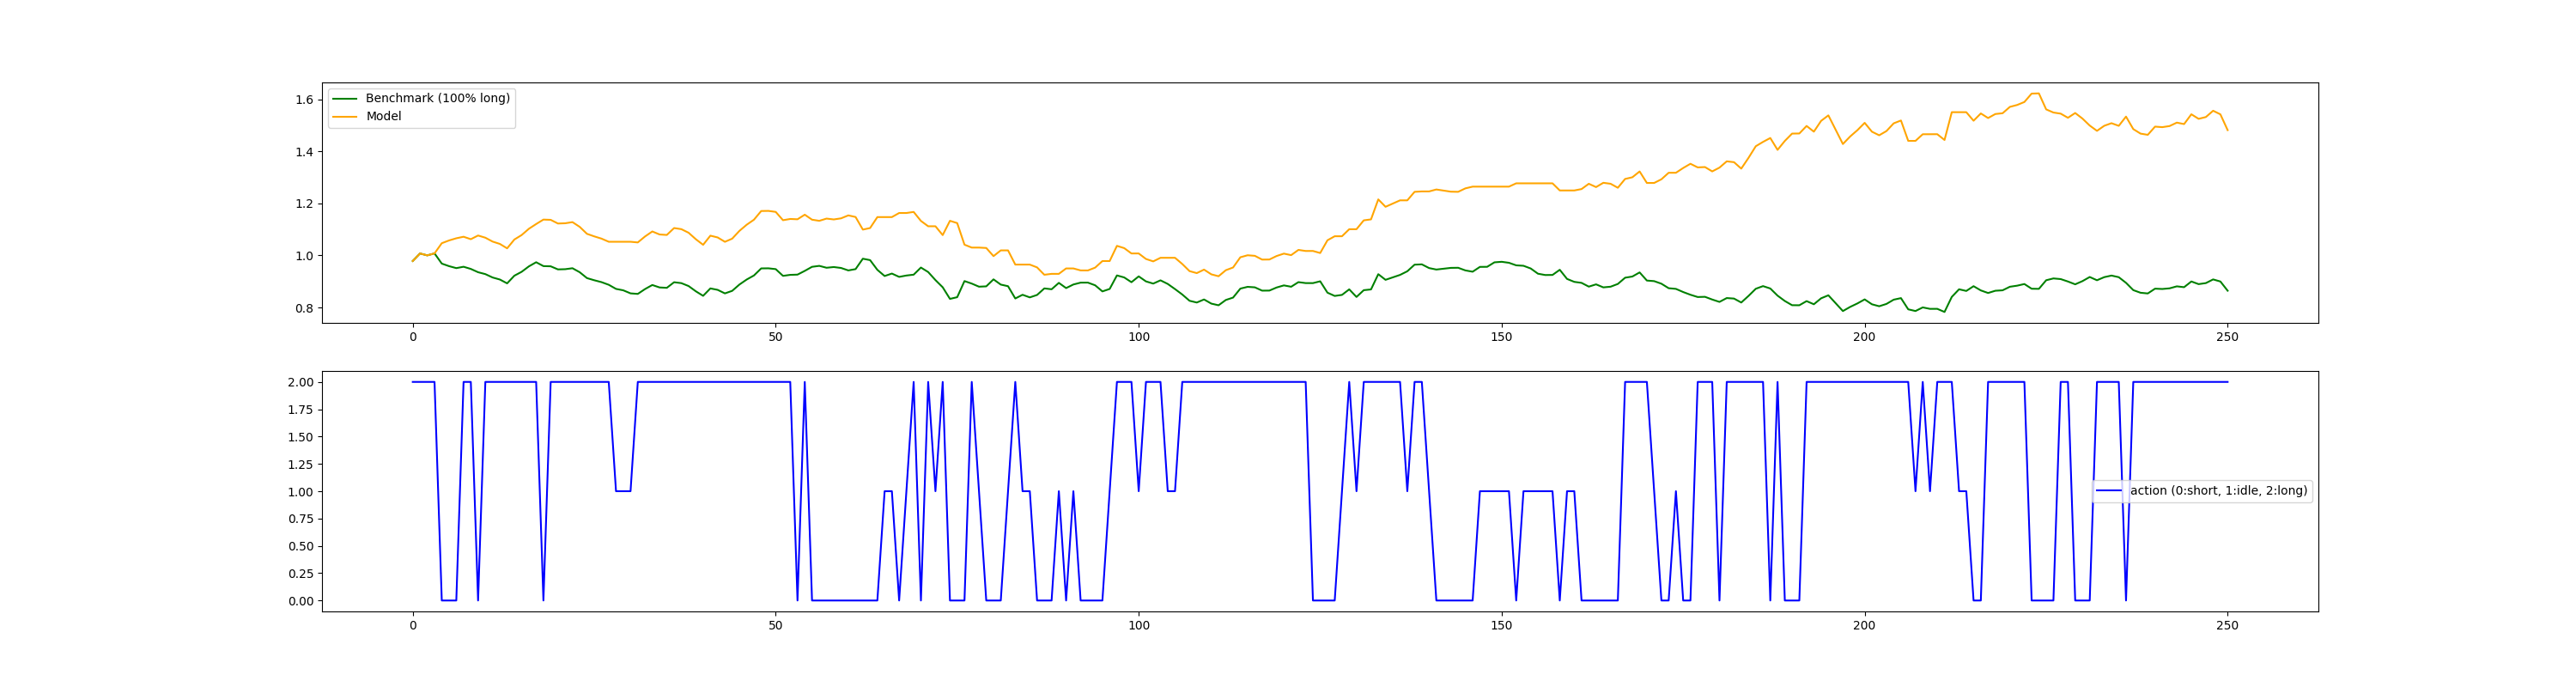 Benchmark (100% long)
Model
1.6
1.4
1.2
1.0
0.8
0 50 100 150 200 250
2.00
1.75
1.50
1.25
1.00
0.75
0.50
0.25
0.00
action (0:short, 1:idle, 2:long)
0 50 100 150 200 250